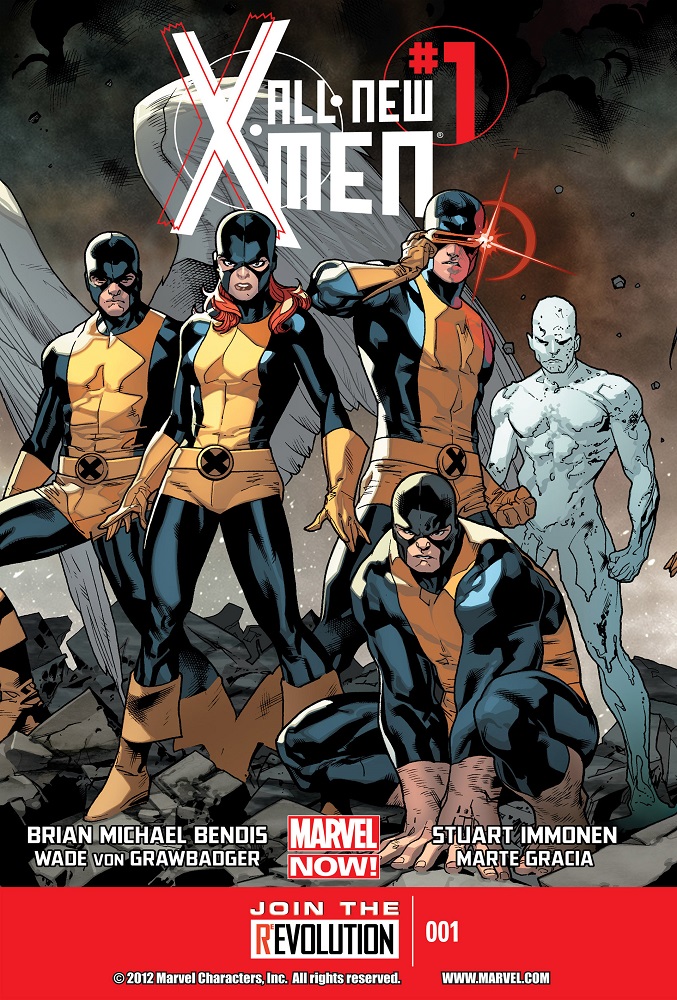 X
#1
ALL·NEW
X·MEN®
BRIAN MICHAEL BENDIS
WADE VON GRAWBADGER
MARVEL
NOW!
STUART IMMONEN
MARTE GRACIA
JOIN THE
REVOLUTION
001
© 2012 Marvel Characters, Inc. All rights reserved.
WWW.MARVEL.COM